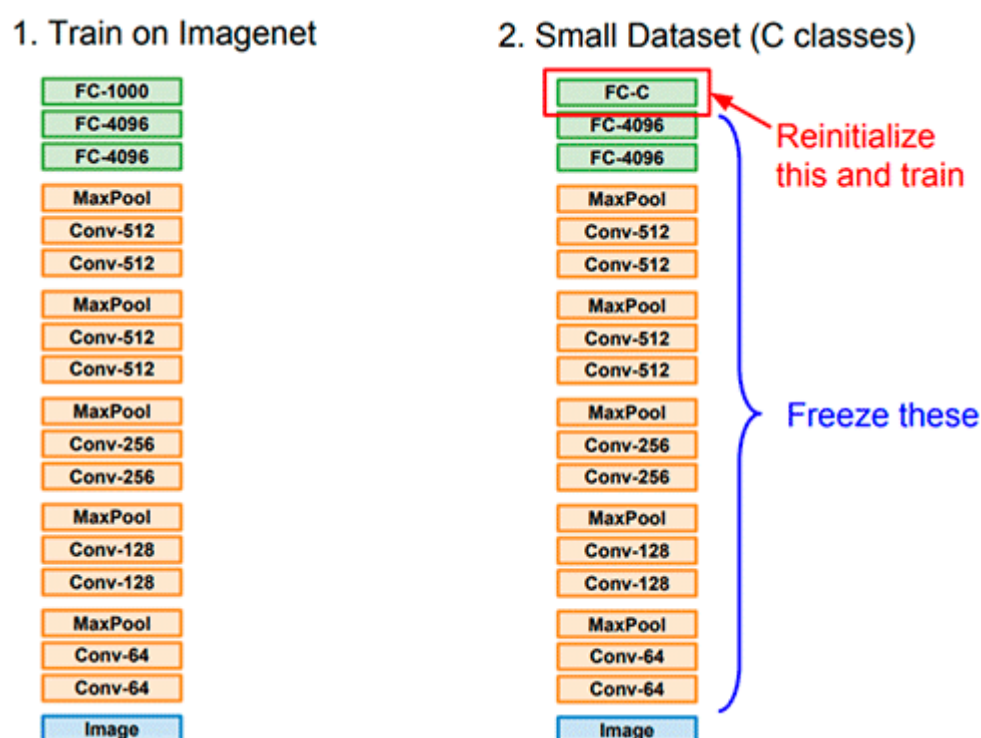 1. Train on Imagenet
FC-1000
FC-4096
FC-4096
MaxPool
Conv-512
Conv-512
MaxPool
Conv-512
Conv-512
MaxPool
Conv-256
Conv-256
MaxPool
Conv-128
Conv-128
MaxPool
Conv-64
Conv-64
Image
2. Small Dataset (C classes)
FC-C
FC-4096
FC-4096
MaxPool
Conv-512
Conv-512
MaxPool
Conv-512
Conv-512
MaxPool
Conv-256
Conv-256
MaxPool
Conv-128
Conv-128
MaxPool
Conv-64
Conv-64
Image
Reinitialize
this and train
Freeze these